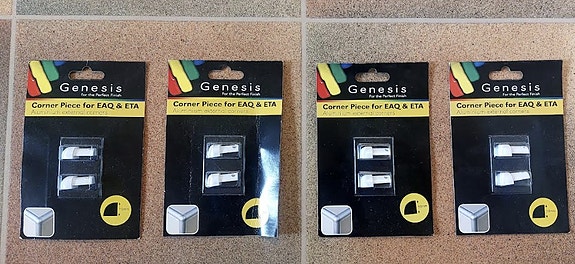 Genesis
For the Perfect Finish
Corner Piece for EAQ & ETA
Aluminium external corners
Genesis
For the Perfect Finish
Corner Piece for EAQ & ETA
Aluminium external corners
Genesis
For the Perfect Finish
Corner Piece for EAQ & ETA
Aluminium external corners
Genesis
For the Perfect Finish
Corner Piece for EAQ & ETA
Aluminium external corners